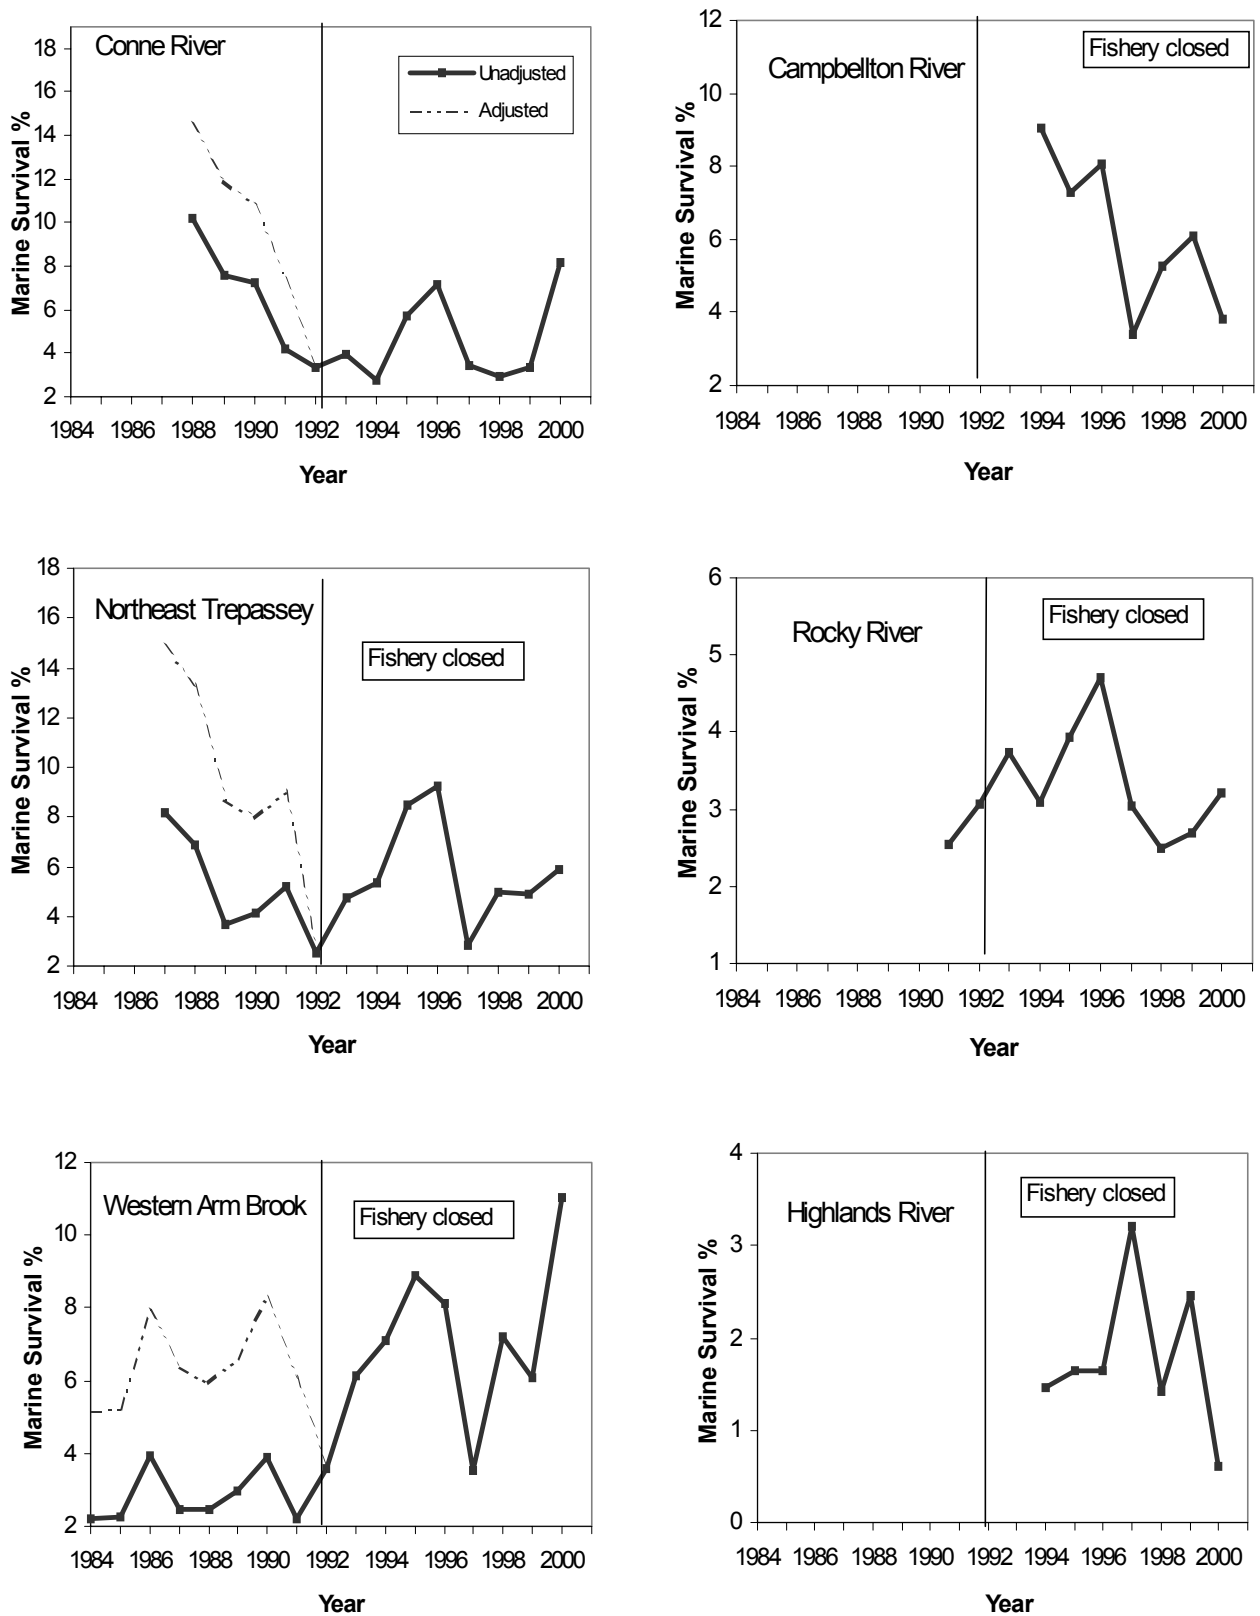 Conne River
Unadjusted
Adjusted
Marine Survival %
18
16
14
12
10
8
6
4
2
1984 1986 1988 1990 1992 1994 1996 1998 2000
Year
Campbellton River
Fishery closed
Marine Survival %
12
10
8
6
4
2
1984 1986 1988 1990 1992 1994 1996 1998 2000
Year
Northeast Trepassey
Fishery closed
Marine Survival %
18
16
14
12
10
8
6
4
2
1984 1986 1988 1990 1992 1994 1996 1998 2000
Year
Rocky River
Fishery closed
Marine Survival %
6
5
4
3
2
1
1984 1986 1988 1990 1992 1994 1996 1998 2000
Year
Western Arm Brook
Fishery closed
Marine Survival %
12
10
8
6
4
2
1984 1986 1988 1990 1992 1994 1996 1998 2000
Year
Highlands River
Fishery closed
Marine Survival %
4
3
2
1
0
1984 1986 1988 1990 1992 1994 1996 1998 2000
Year